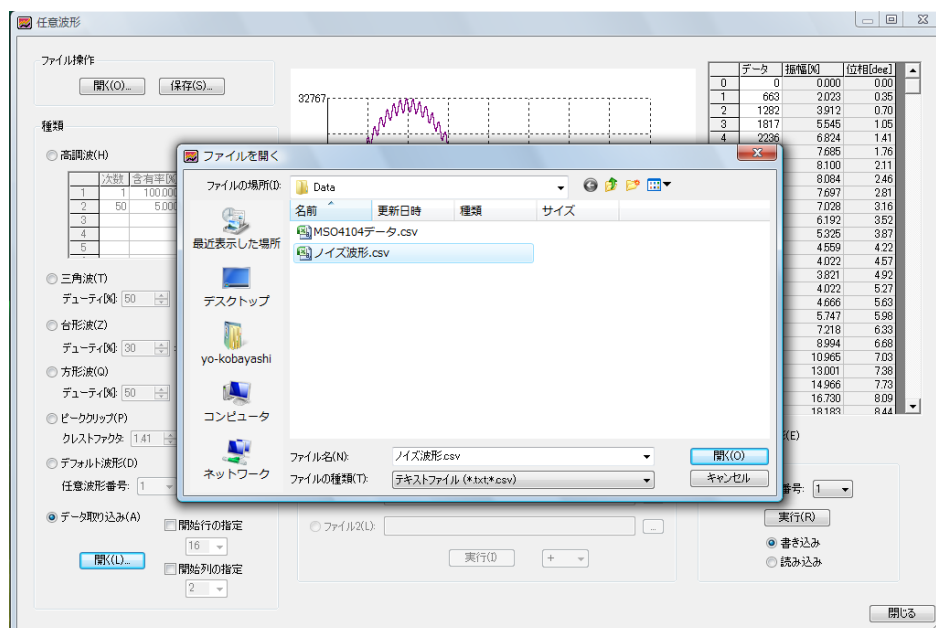 任意波形
ファイル操作
開く(O)...
保存(S)...
種類
高調波(H)
次数 含有率[%
1 1 100.000
2 50 5.000
3
4
5
三角波(T)
デューティ[%]: 50
台形波(Z)
デューティ[%]: 30
方形波(Q)
デューティ[%]: 50
ピーククリップ(P)
クレストファクタ: 1.41
デフォルト波形(D)
任意波形番号: 1
データ取り込み(A)
開始行の指定
16
開く(L)...
開始列の指定
2
32767
ファイルを開く
ファイルの場所(I):
Data
最近表示した場所
デスクトップ
yo-kobayashi
コンピュータ
ネットワーク
名前 更新日時 種類 サイズ
MSO4104データ.csv
ノイズ波形.csv
ファイル名(N):
ノイズ波形.csv
開く(O)
ファイルの種類(T):
テキストファイル (*.txt;*.csv)
キャンセル
ファイル2(L):
...
実行(I)
+
データ 振幅[%] 位相[deg]
0 0 0.000 0.00
1 663 2.023 0.35
2 1282 3.912 0.70
3 1817 5.545 1.05
4 2236 6.824 1.41
7.685 1.76
8.100 2.11
8.084 2.46
7.697 2.81
7.028 3.16
6.192 3.52
5.325 3.87
4.559 4.22
4.022 4.57
3.821 4.92
4.022 5.27
4.666 5.63
5.747 5.98
7.218 6.33
8.994 6.68
10.965 7.03
13.001 7.38
14.966 7.73
16.730 8.09
18.183 8.44
(E)
番号: 1
実行(R)
書き込み
読み込み
閉じる